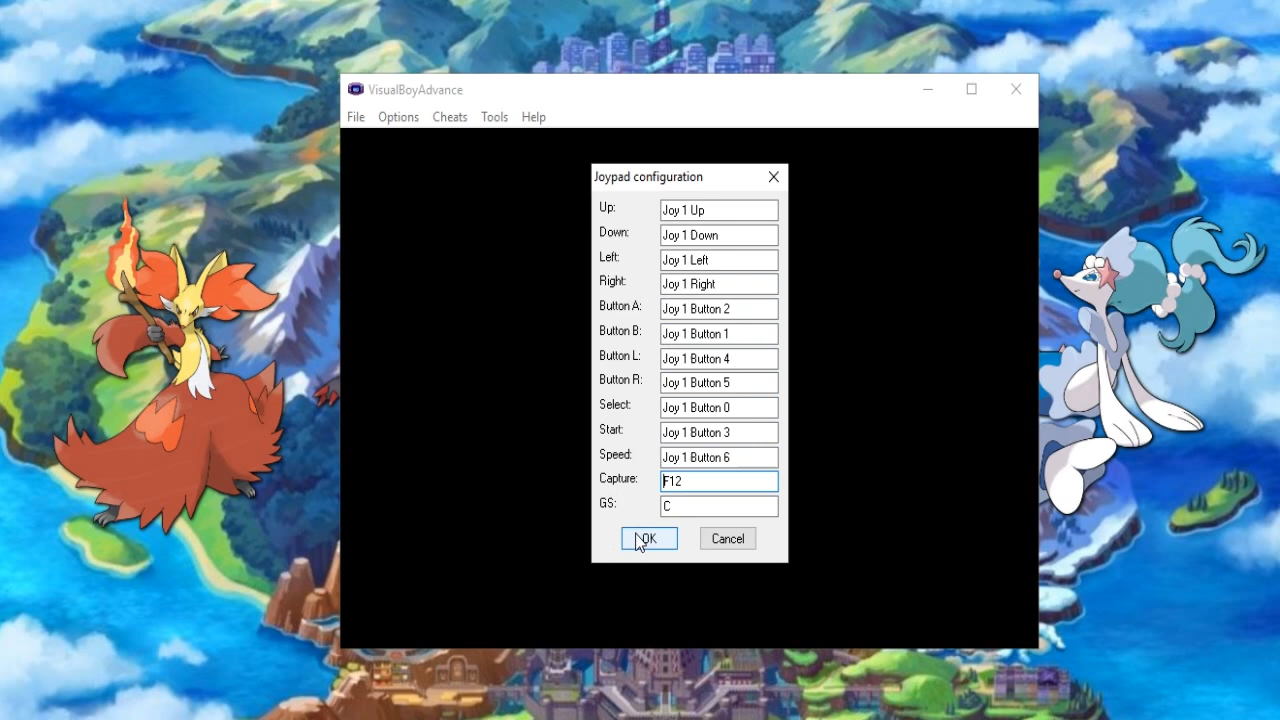 VisualBoyAdvance
File Options Cheats Tools Help
Joypad configuration
Up: Joy 1 Up
Down: Joy 1 Down
Left: Joy 1 Left
Right: Joy 1 Right
Button A: Joy 1 Button 2
Button B: Joy 1 Button 1
Button L: Joy 1 Button 4
Button R: Joy 1 Button 5
Select: Joy 1 Button 0
Start: Joy 1 Button 3
Speed: Joy 1 Button 6
Capture: F12
GS: C
OK Cancel